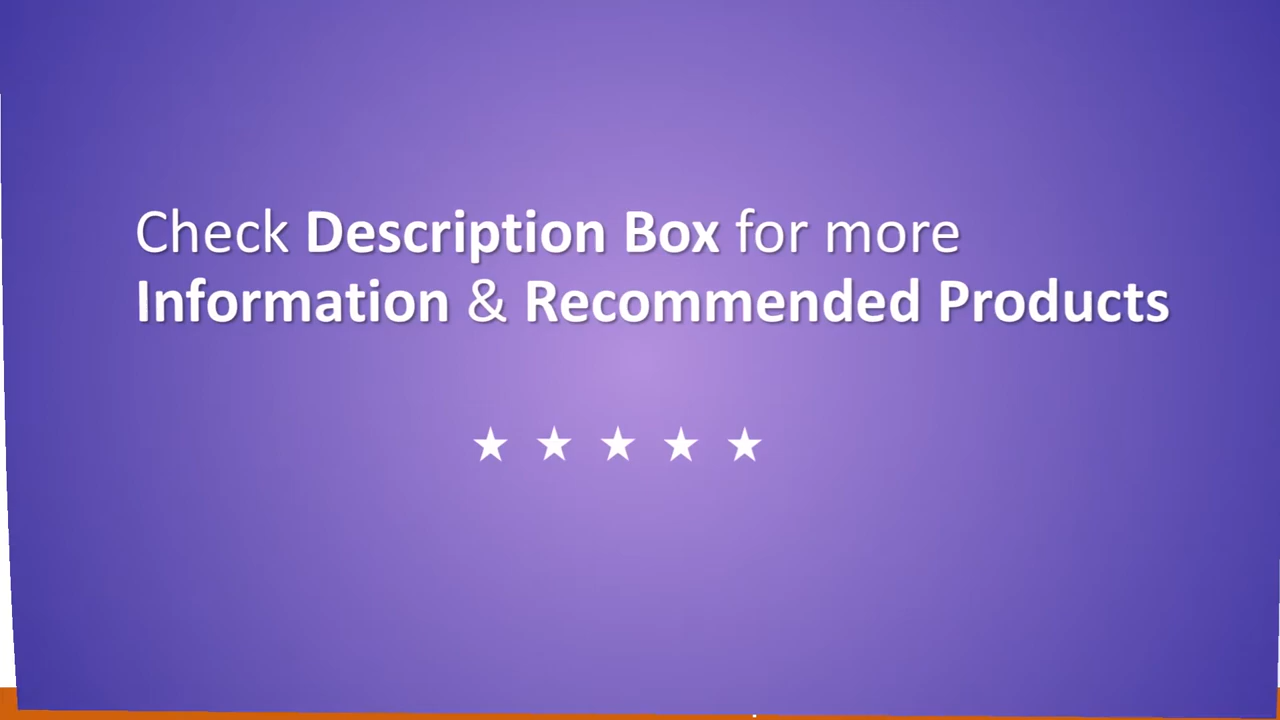 Check Description Box for more
Information & Recommended Products
★ ★ ★ ★ ★